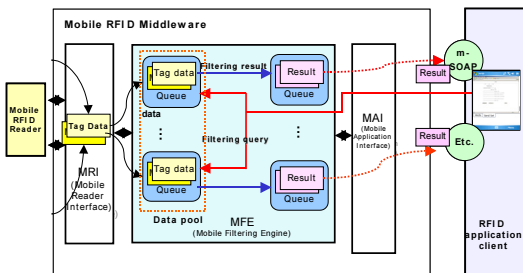 Mobile RFID Middleware
Mobile
RFID
Reader
Tag Data
MRI
(Mobile
Reader
Interface)
Tag data
Queue
data
Filtering result
Result
Queue
Filtering query
Tag data
Queue
Result
Queue
Data pool
MFE
(Mobile Filtering Engine)
MAI
(Mobile
Application
Interface)
m-
SOAP
Result
Result
Etc.
RFID
application
client